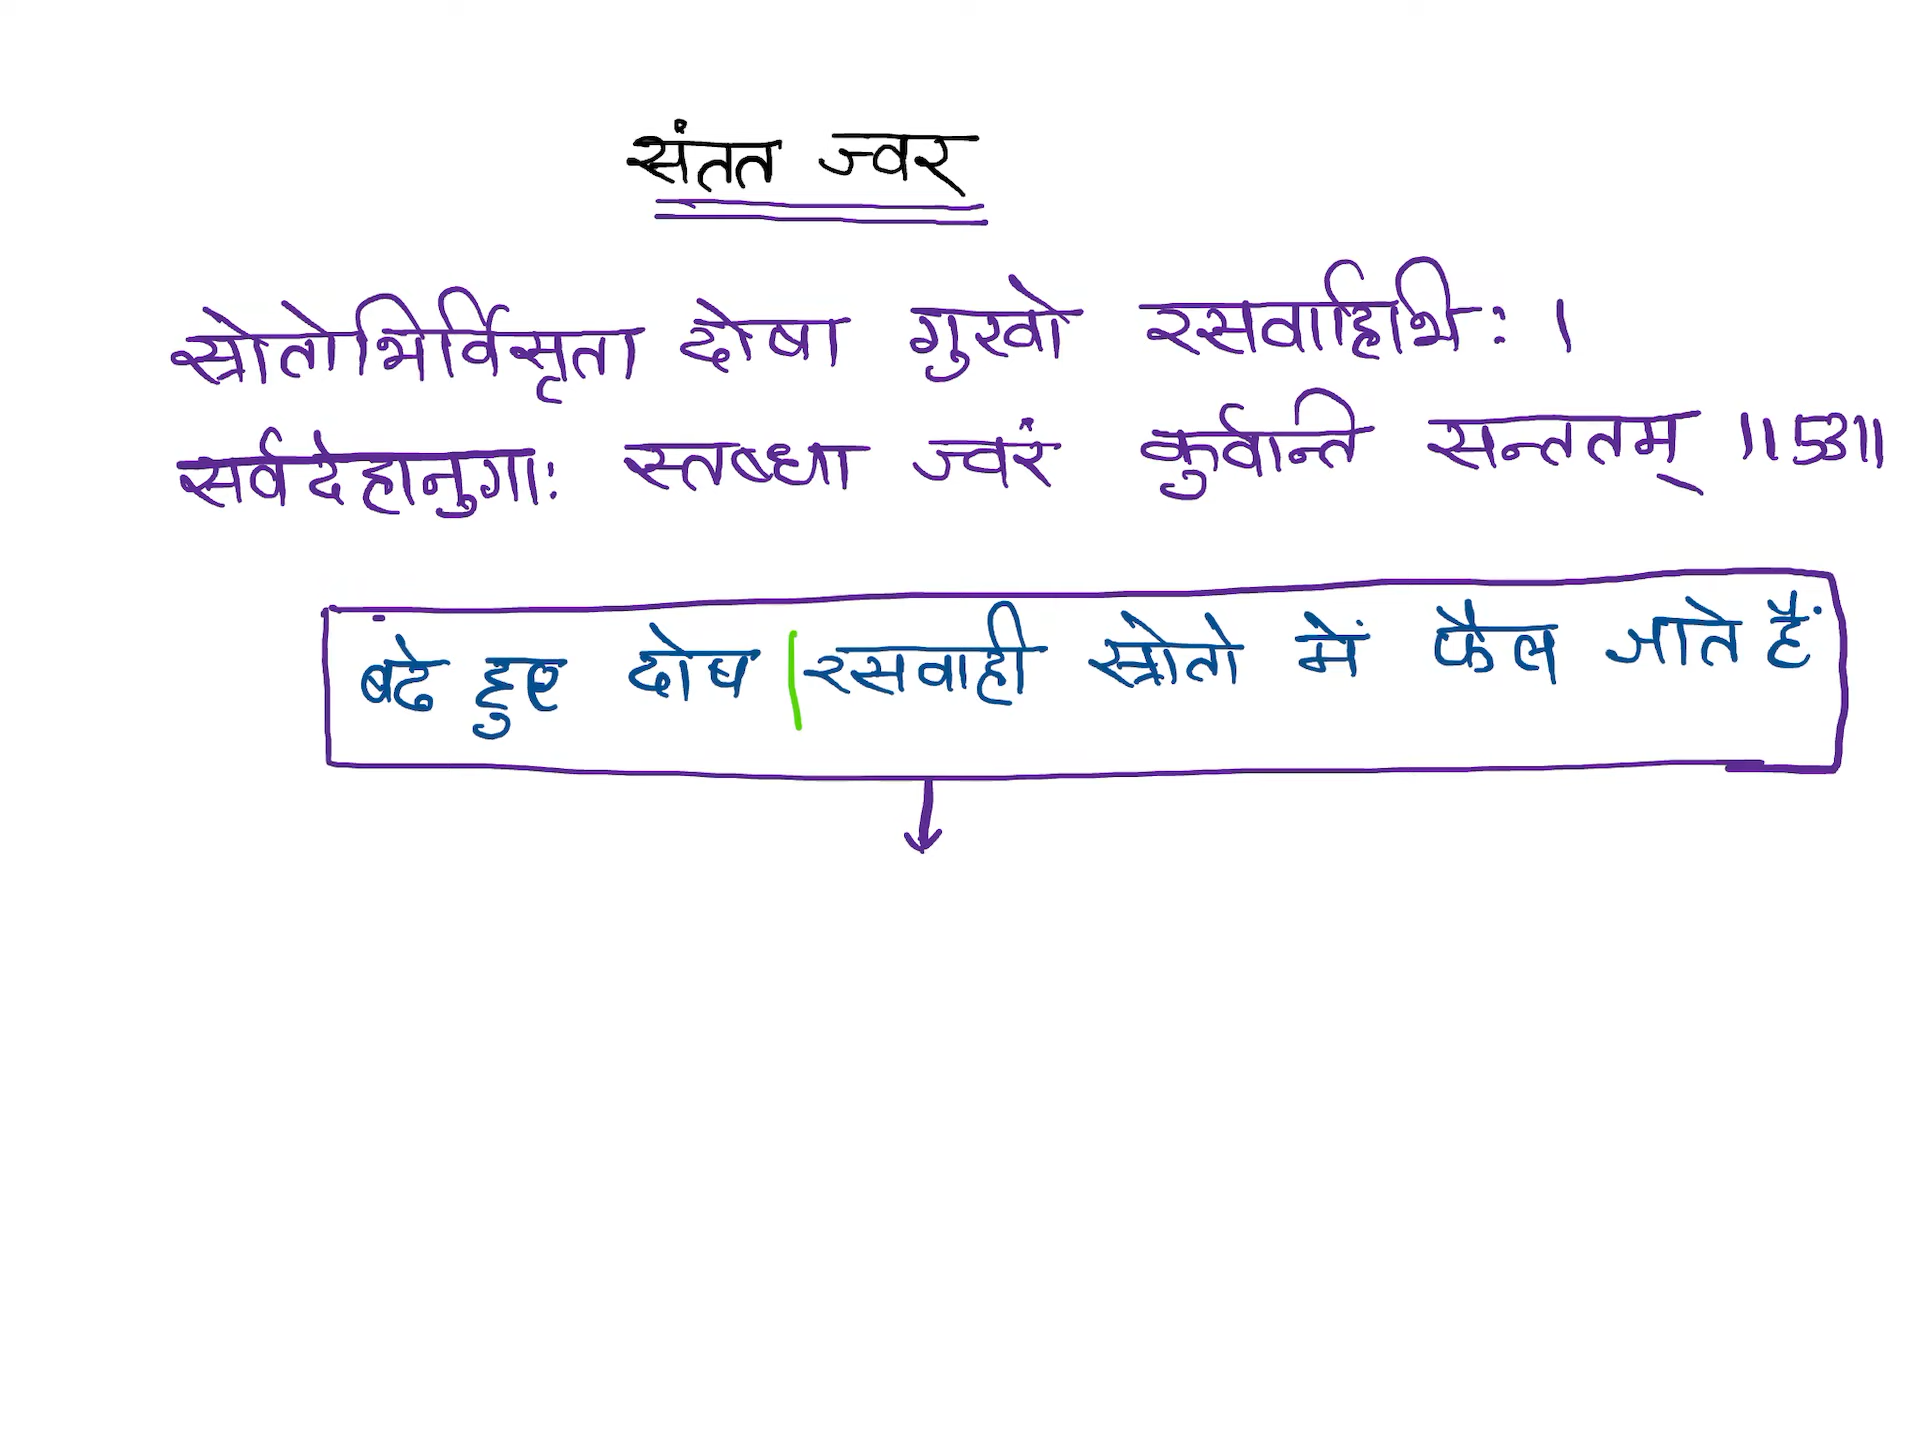 संतत ज्वर
स्रोतोभिर्विसृता दोषा गुरवो रसवाहिभिः ।
सर्वदेहानुगाः स्तब्धा ज्वरं कुर्वन्ति सन्ततम् ॥53॥
बढे हुए दोष | रसवाही स्रोतो में फैल जाते हैं